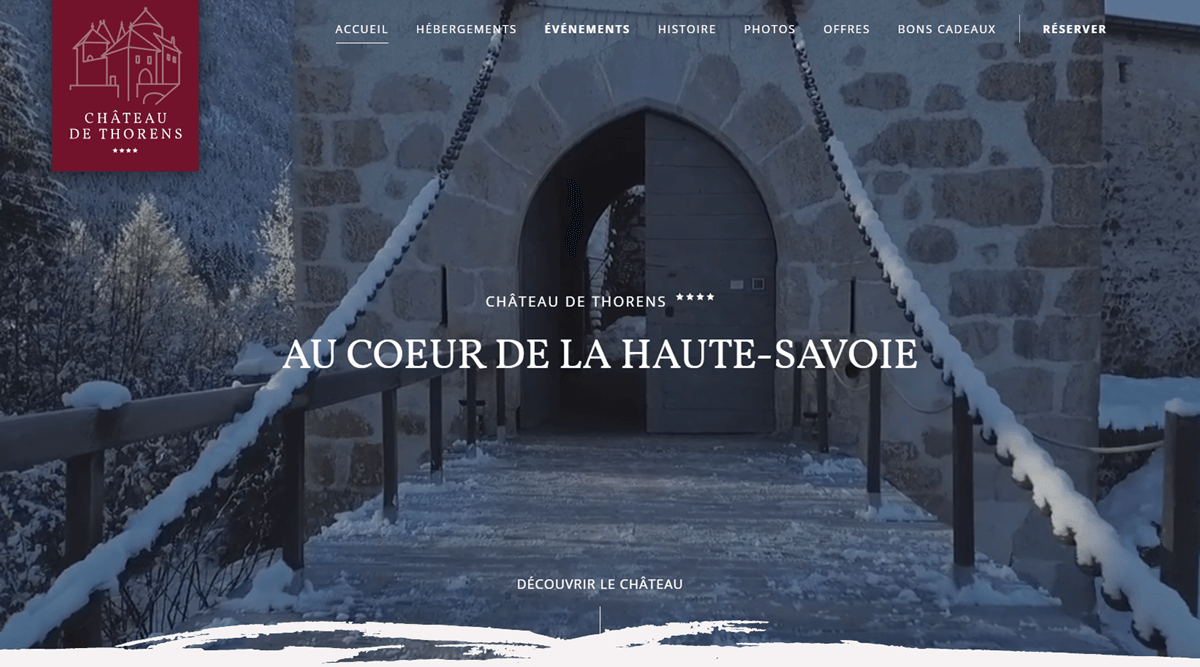 CHÂTEAU
DE THORENS
ACCUEIL HÉBERGEMENTS ÉVÉNEMENTS HISTOIRE PHOTOS OFFRES BONS CADEAUX RÉSERVER
CHÂTEAU DE THORENS ★★★★
AU COEUR DE LA HAUTE-SAVOIE
DÉCOUVRIR LE CHÂTEAU